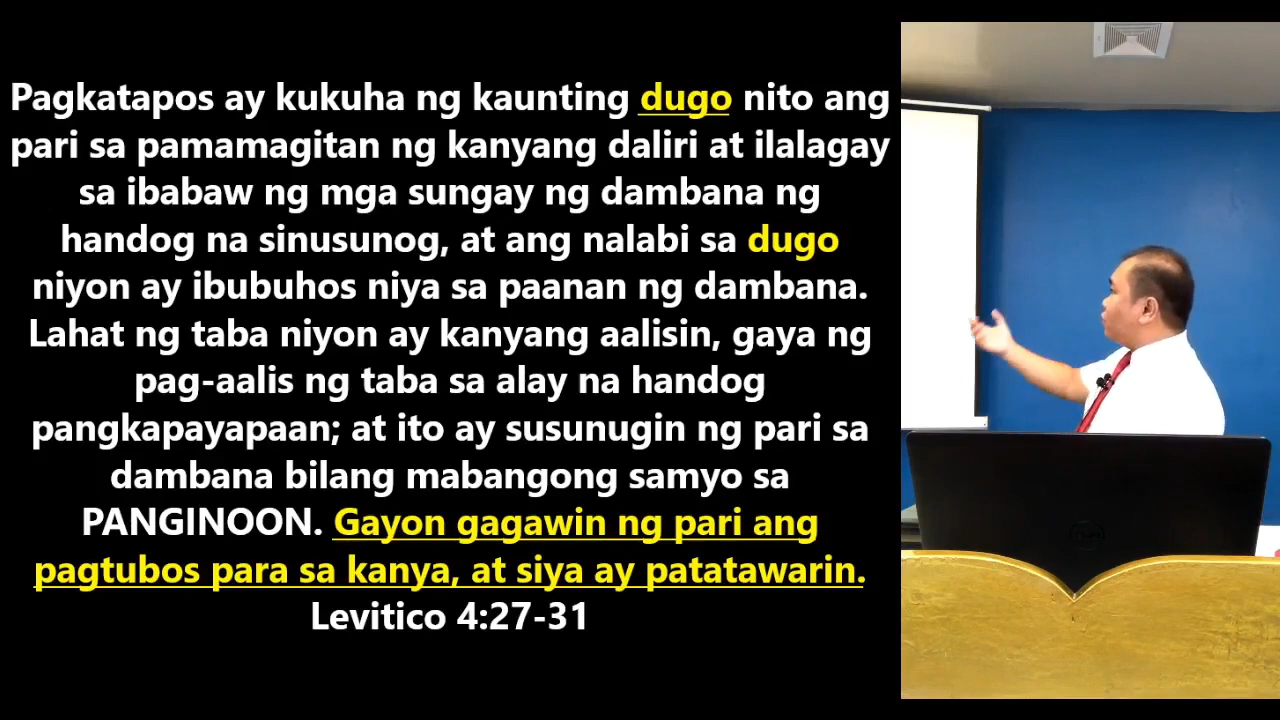 Pagkatapos ay kukuha ng kaunting dugo nito ang
pari sa pamamagitan ng kanyang daliri at ilalagay
sa ibabaw ng mga sungay ng dambana ng
handog na sinusunog, at ang nalabi sa dugo
niyon ay ibubuhos niya sa paanan ng dambana.
Lahat ng taba niyon ay kanyang aalisin, gaya ng
pag-aalis ng taba sa alay na handog
pangkapayapaan; at ito ay susunugin ng pari sa
dambana bilang mabangong samyo sa
PANGINOON. Gayon gagawin ng pari ang
pagtubos para sa kanya, at siya ay patatawarin.
Levitico 4:27-31